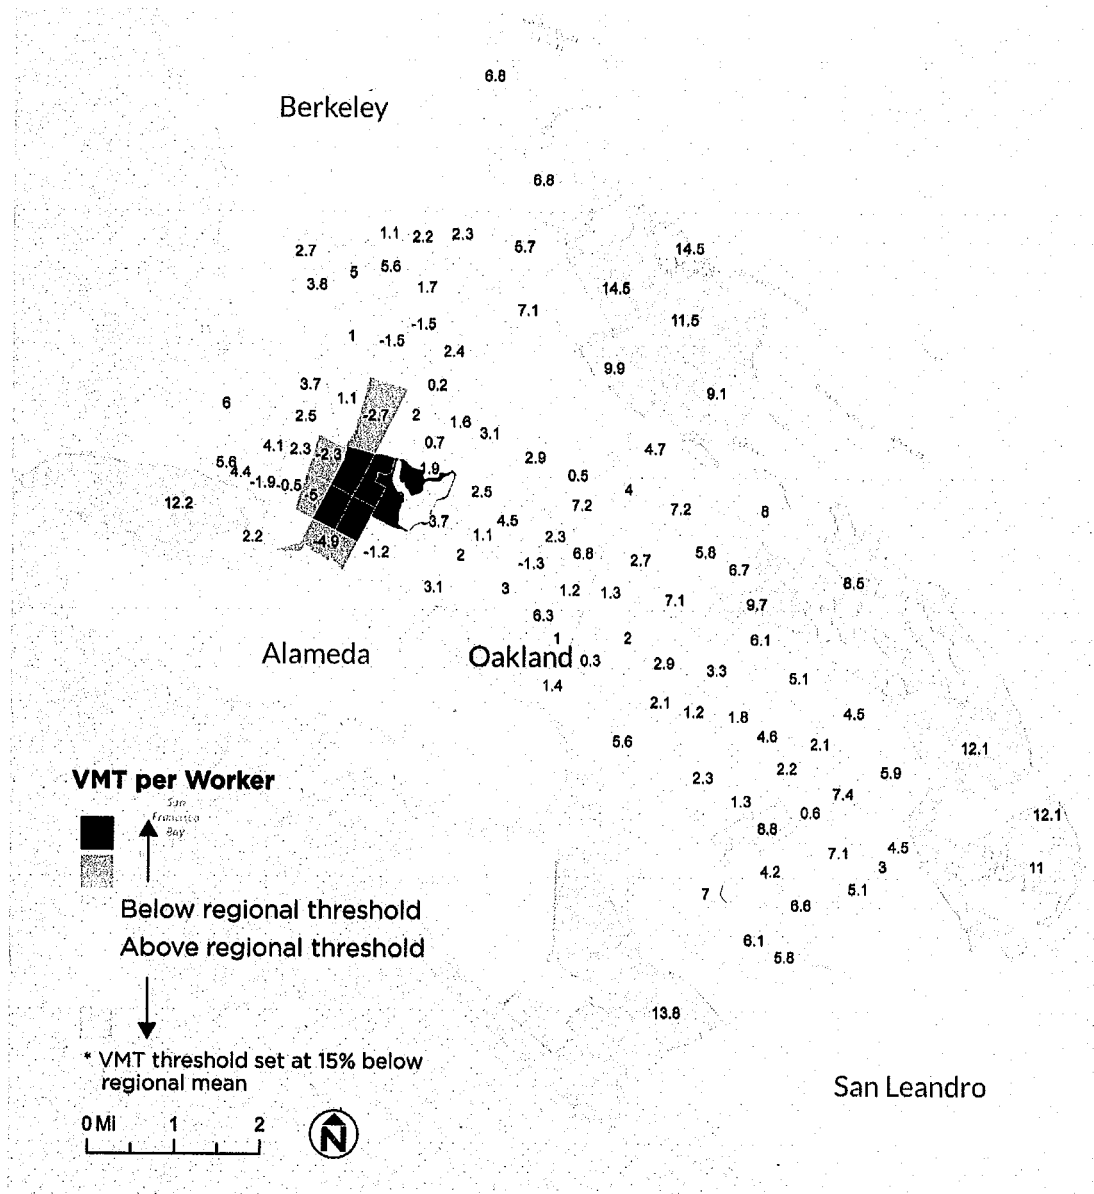 6.8
Berkeley
6.8
1.1 2.2 2.3
2.7 5.7 14.5
5 5.6
3.8 1.7 14.5
7.1
11.5
-1.5
1 -1.5
2.4
9.9
3.7 0.2
1.1 9.1
6
2.5 -2.7 2
1.6
3.1
0.7
4.1 2.3 -2.3 4.7
2.9
5.6
4.4 1.9
0.5
-1.9 -0.5
-5 2.5 4
12.2 7.2 7.2 8
3.7 4.5
2.2 1.1 2.3
-4.9
-1.2 2 6.8 5.8
-1.3 2.7
6.7
3.1 3 1.2 1.3 8.5
7.1 9.7
6.3
1 2 6.1
Alameda
Oakland 0.3 2.9
3.3
5.1
1.4
2.1 1.2 1.8 4.5
5.6 4.6 2.1 12.1
VMT per Worker
2.3 2.2 5.9
San
Francisco
Bay
1.3 7.4
0.6 12.1
8.8
7.1 4.5
4.2 3 11
7 5.1
6.6
Below regional threshold
Above regional threshold
6.1
5.8
13.8
* VMT threshold set at 15% below
regional mean
San Leandro
0 MI 1 2
N